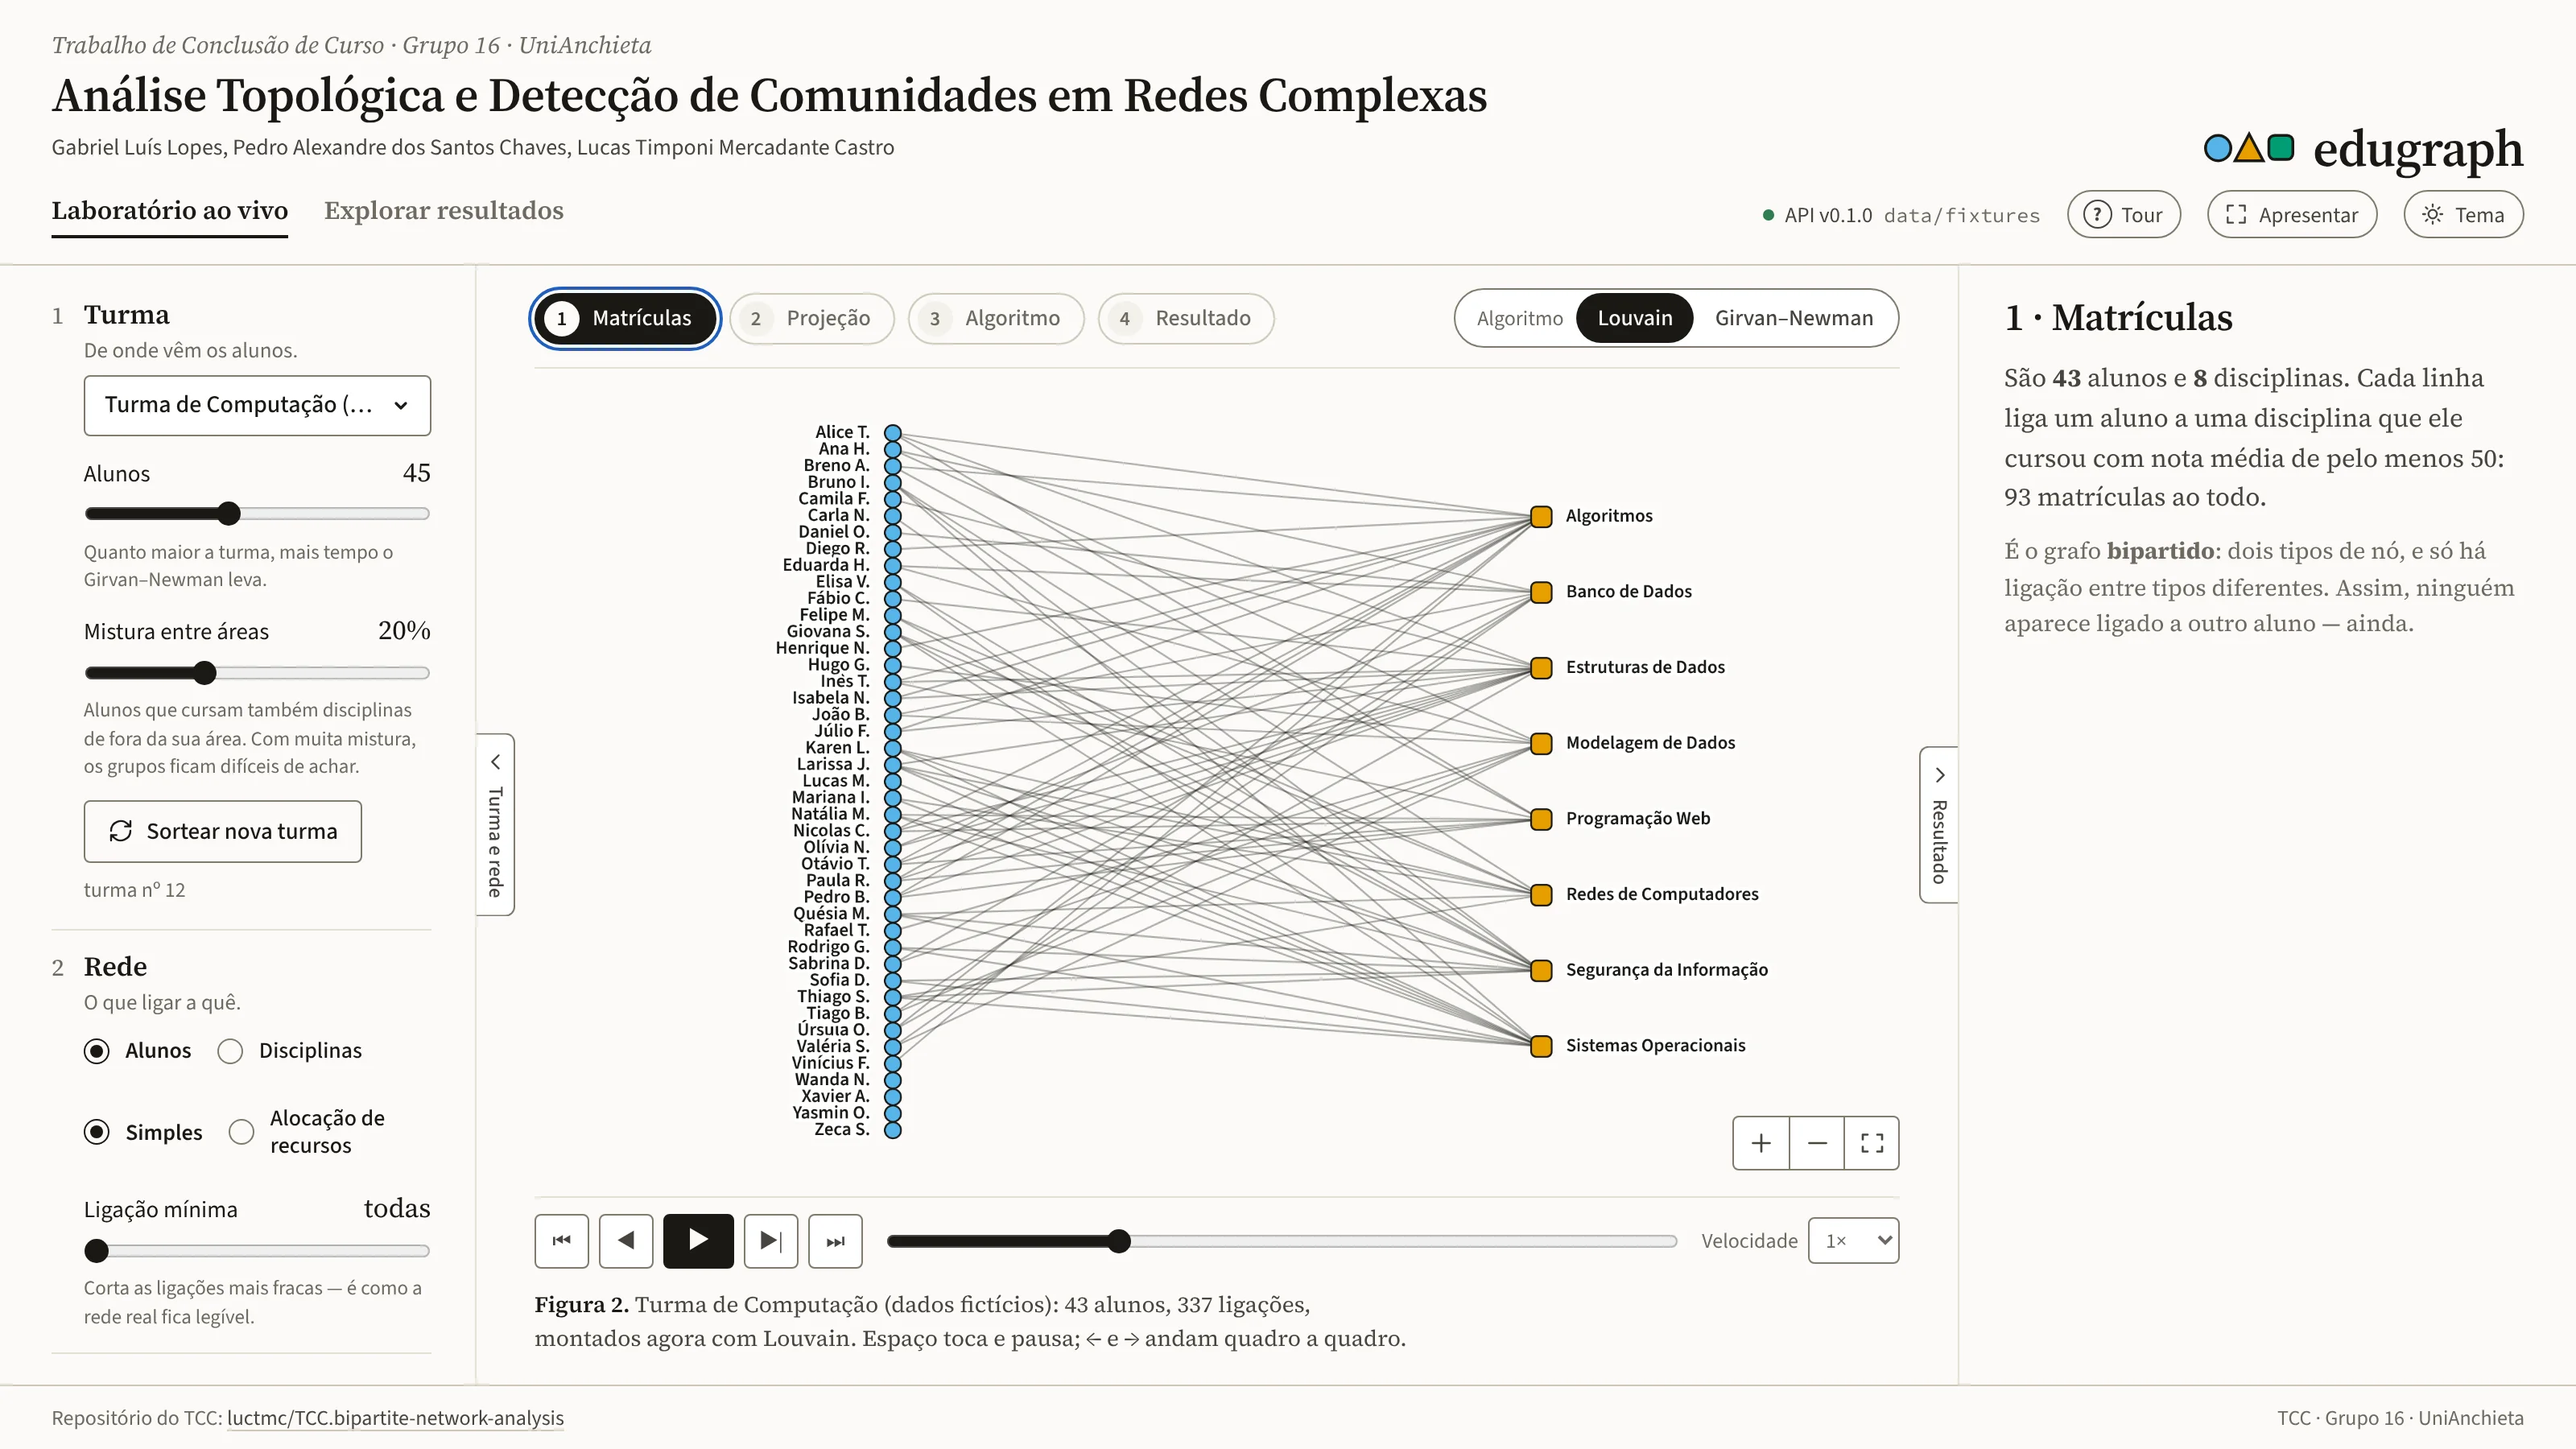 Trabalho de Conclusão de Curso · Grupo 16 · UniAnchieta
Análise Topológica e Detecção de Comunidades em Redes Complexas
Gabriel Luís Lopes, Pedro Alexandre dos Santos Chaves, Lucas Timponi Mercadante Castro
edugraph
Laboratório ao vivo
Explorar resultados
API v0.1.0 data/fixtures
? Tour
Apresentar
Tema
1 Turma
De onde vêm os alunos.
Turma de Computação (…
Alunos 45
Quanto maior a turma, mais tempo o
Girvan–Newman leva.
Mistura entre áreas 20%
Alunos que cursam também disciplinas
de fora da sua área. Com muita mistura,
os grupos ficam difíceis de achar.
Sortear nova turma
turma nº 12
2 Rede
O que ligar a quê.
Alunos
Disciplinas
Simples
Alocação de
recursos
Ligação mínima todas
Corta as ligações mais fracas — é como a
rede real fica legível.
Turma e rede
1 Matrículas
2 Projeção
3 Algoritmo
4 Resultado
Algoritmo Louvain Girvan–Newman
Alice T.
Ana H.
Breno A.
Bruno I.
Camila F.
Carla N.
Daniel O.
Diego R.
Eduarda H.
Elisa V.
Fábio C.
Felipe M.
Giovana S.
Henrique N.
Hugo G.
Inês T.
Isabela N.
João B.
Júlio F.
Karen L.
Larissa J.
Lucas M.
Mariana I.
Natália M.
Nicolas C.
Olívia N.
Otávio T.
Paula R.
Pedro B.
Quésia M.
Rafael T.
Rodrigo G.
Sabrina D.
Sofia D.
Thiago S.
Tiago B.
Úrsula O.
Valéria S.
Vinícius F.
Wanda N.
Xavier A.
Yasmin O.
Zeca S.
Algoritmos
Banco de Dados
Estruturas de Dados
Modelagem de Dados
Programação Web
Redes de Computadores
Segurança da Informação
Sistemas Operacionais
Velocidade 1×
Figura 2. Turma de Computação (dados fictícios): 43 alunos, 337 ligações,
montados agora com Louvain. Espaço toca e pausa; ← e → andam quadro a quadro.
Resultado
1 · Matrículas
São 43 alunos e 8 disciplinas. Cada linha
liga um aluno a uma disciplina que ele
cursou com nota média de pelo menos 50:
93 matrículas ao todo.
É o grafo bipartido: dois tipos de nó, e só há
ligação entre tipos diferentes. Assim, ninguém
aparece ligado a outro aluno — ainda.
Repositório do TCC: luctmc/TCC.bipartite-network-analysis
TCC · Grupo 16 · UniAnchieta